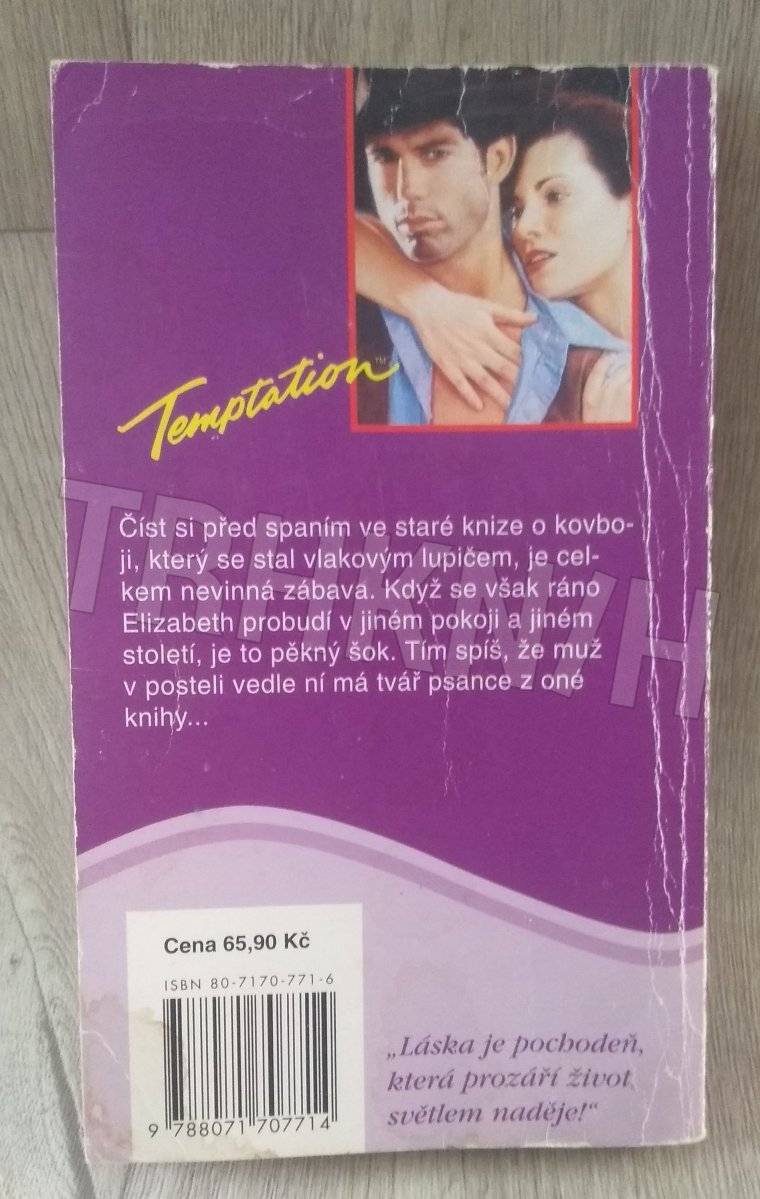 Temptation™
Číst si před spaním ve staré knize o kovbo-
ji, který se stal vlakovým lupičem, je cel-
kem nevinná zábava. Když se však ráno
Elizabeth probudí v jiném pokoji a jiném
století, je to pěkný šok. Tím spíš, že muž
v posteli vedle ní má tvář psance z oné
knihy...
Cena 65,90 Kč
ISBN 80-7170-771-6
9 788071 707714
„Láska je pochodeň,
která prozáří život
světlem naděje!“